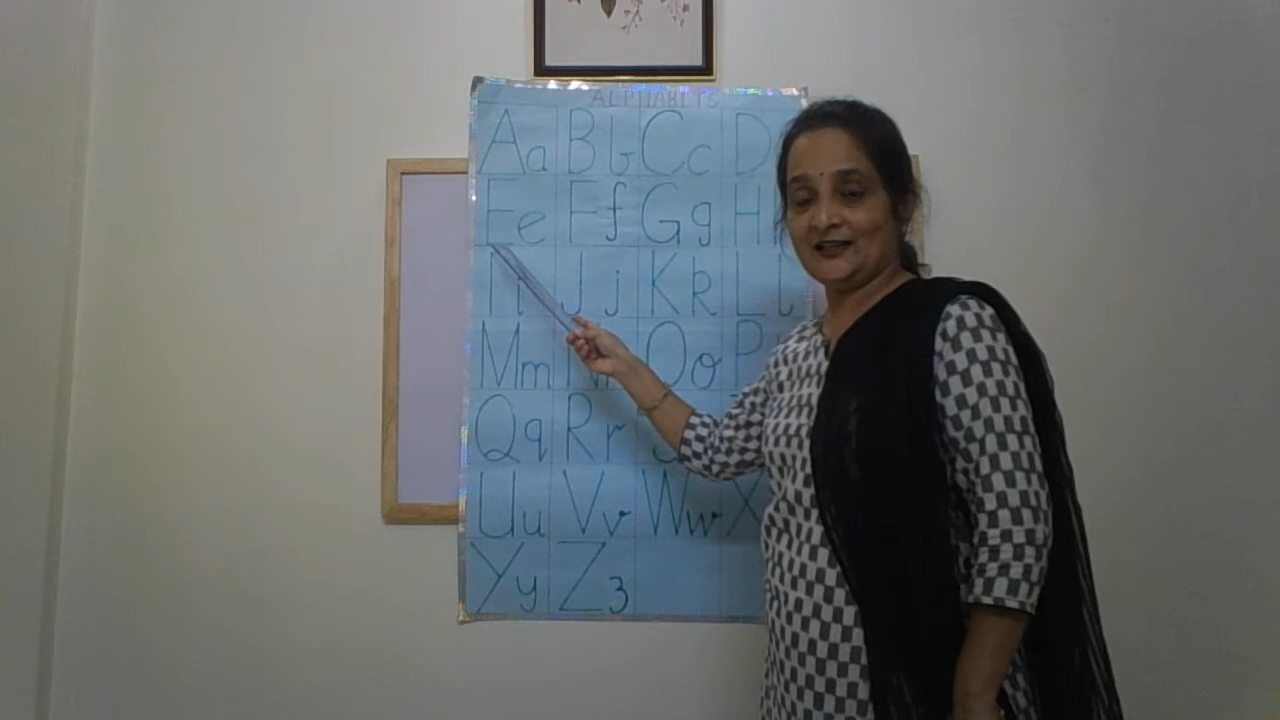 ALPHABETS
Aa Bb Cc D
Ee Ff Gg H
Ii Jj Kk Ll
Mm N Oo P
Qq Rr
Uu Vv Ww X
Yy Zz